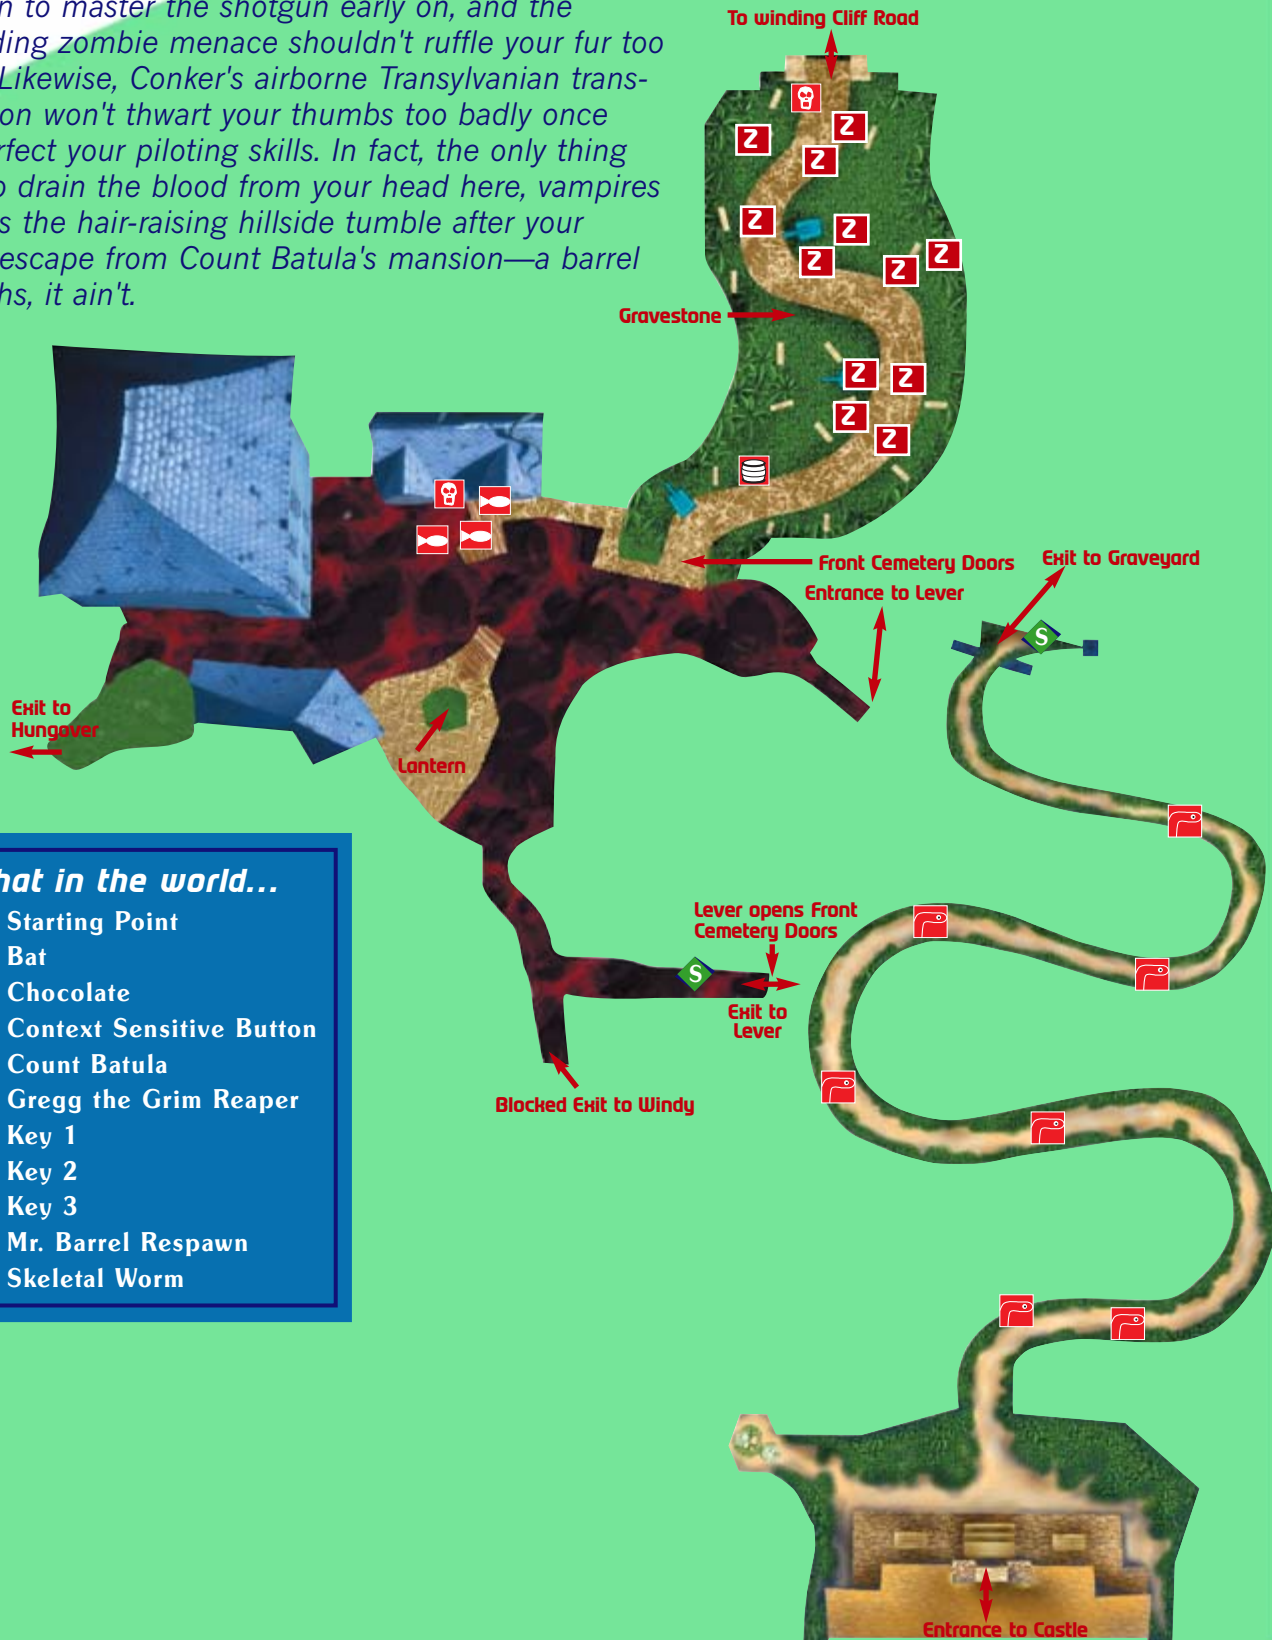 to master the shotgun early on, and the
zombie menace shouldn't ruffle your fur too
Likewise, Conker's airborne Transylvanian trans-
won't thwart your thumbs too badly once
your piloting skills. In fact, the only thing
drain the blood from your head here, vampires
the hair-raising hillside tumble after your
escape from Count Batula's mansion—a barrel
it ain't.
To winding Cliff Road
Z
Z
Z
Z
Z
Z
Z
Z
Gravestone
Z
Z
Z
Z
Front Cemetery Doors
Exit to Graveyard
Entrance to Lever
S
Exit to
Hungover
Lantern
in the world...
Starting Point
Bat
Chocolate
Context Sensitive Button
Count Batula
Gregg the Grim Reaper
Key 1
Key 2
Key 3
Mr. Barrel Respawn
Skeletal Worm
Lever opens Front
Cemetery Doors
S
Exit to
Lever
Blocked Exit to Windy
Entrance to Castle